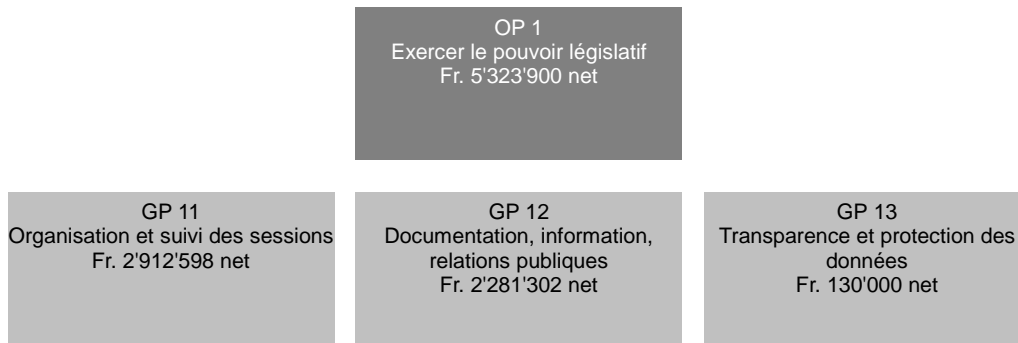 OP 1
Exercer le pouvoir législatif
Fr. 5'323'900 net
GP 11
Organisation et suivi des sessions
Fr. 2'912'598 net
GP 12
Documentation, information,
relations publiques
Fr. 2'281'302 net
GP 13
Transparence et protection des
données
Fr. 130'000 net